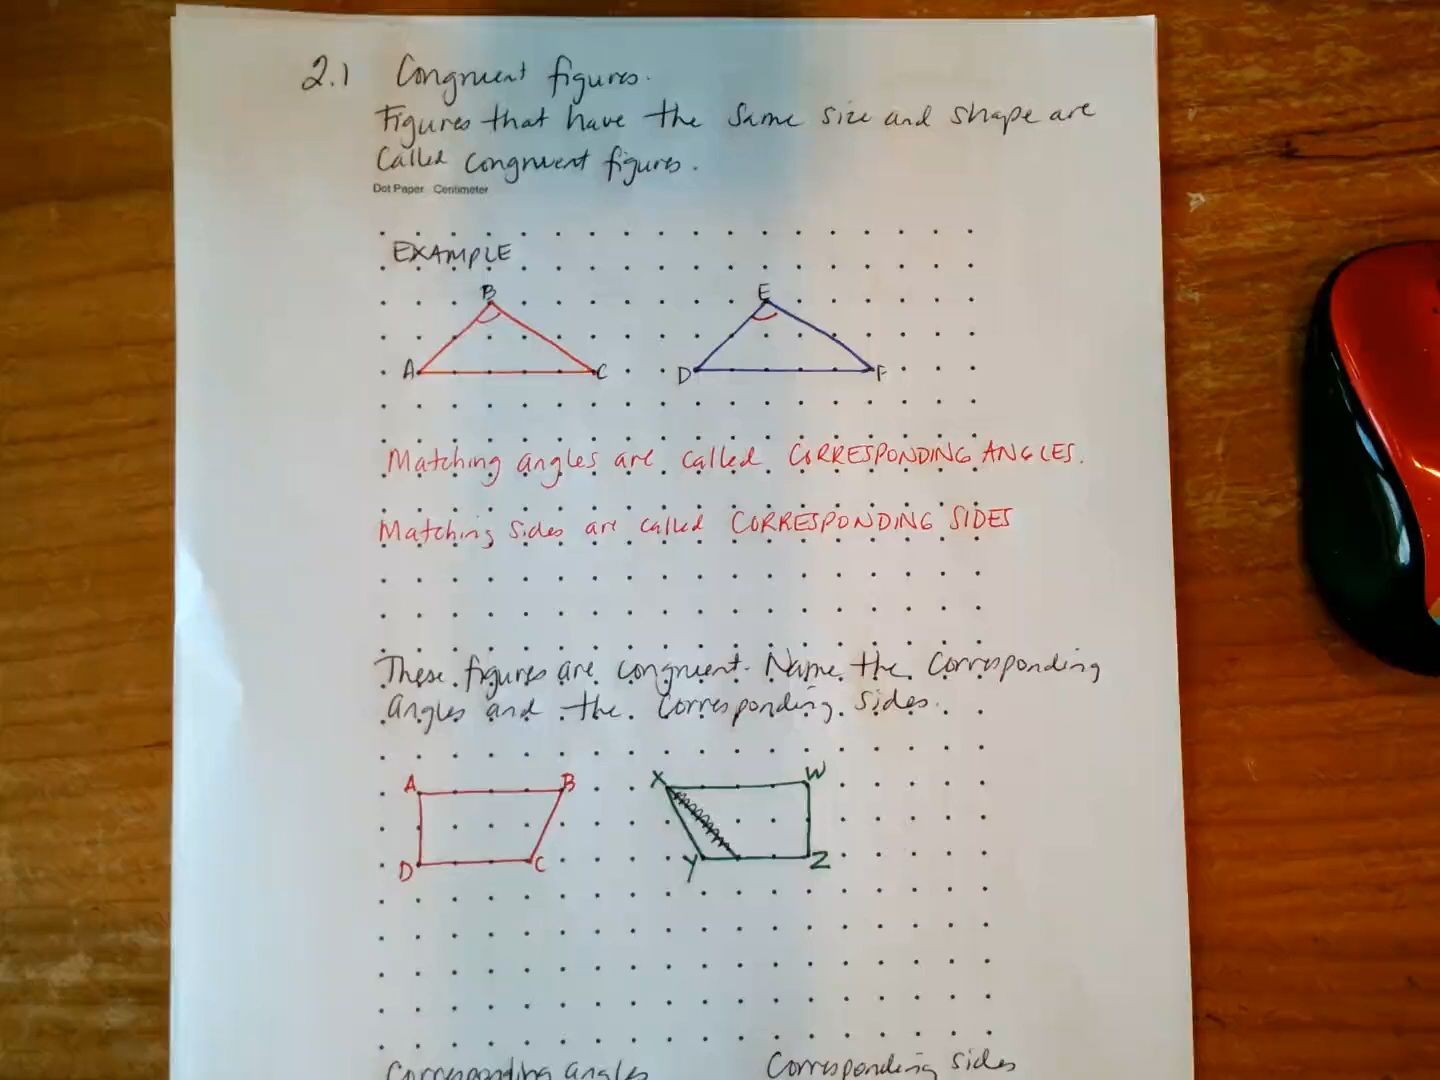 2.1 Congruent figures.
Figures that have the same size and shape are
called congruent figures.
Dot Paper Centimeter
EXAMPLE
B E
A C D F
Matching angles are called CORRESPONDING ANGLES.
Matching sides are called CORRESPONDING SIDES
These figures are congruent. Name the corresponding
angles and the corresponding sides.
A B X W
D C Y Z
Corresponding angles Corresponding sides